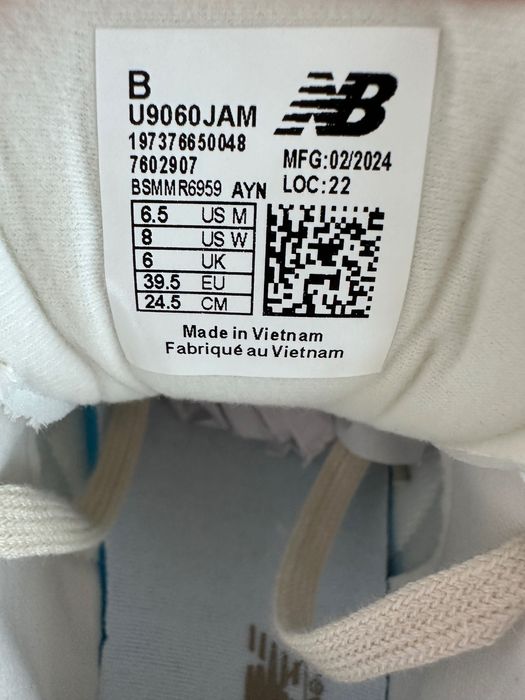 B
U9060JAM
197376650048
7602907
BSMMR6959 AYN
NB
MFG:02/2024
LOC:22
6.5 US M
8 US W
6 UK
39.5 EU
24.5 CM
Made in Vietnam
Fabriqué au Vietnam